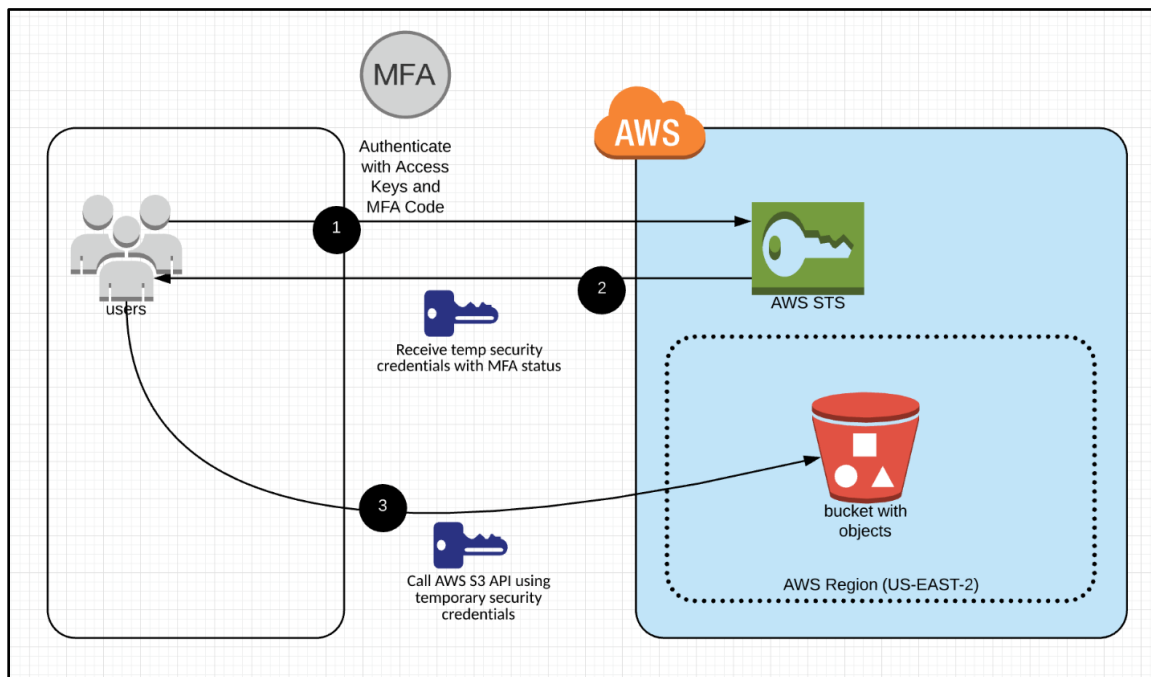 MFA
Authenticate
with Access
Keys and
MFA Code
AWS
1
users
2
AWS STS
Receive temp security
credentials with MFA status
3
bucket with
objects
Call AWS S3 API using
temporary security
credentials
AWS Region (US-EAST-2)